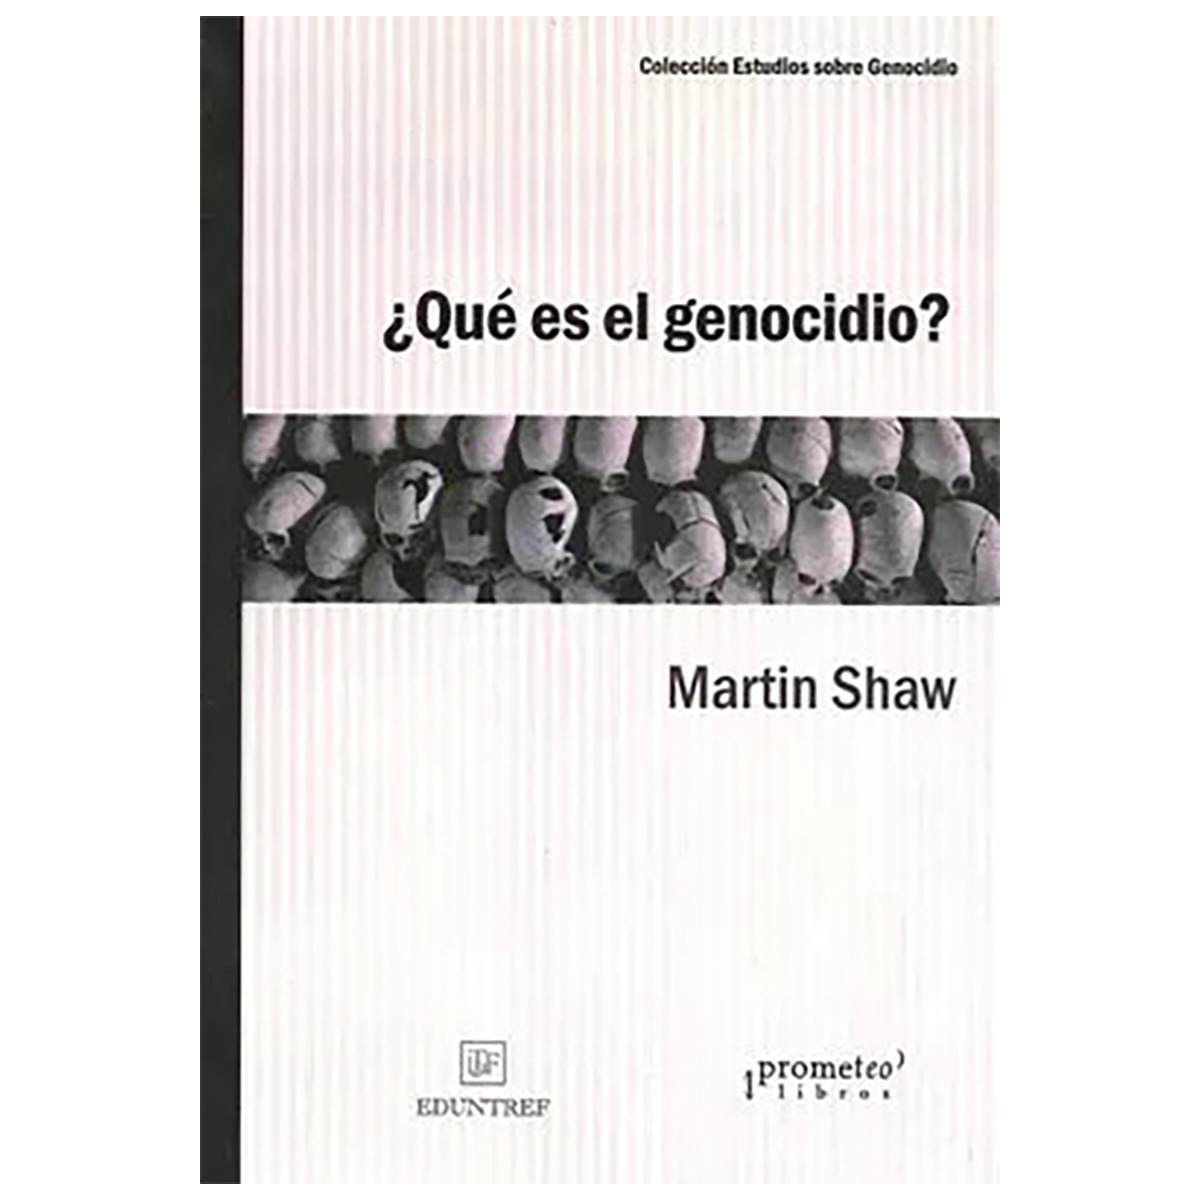 Colección Estudios sobre Genocidio
¿Qué es el genocidio?
Martin Shaw
EDUNTREF
prometeo
libros